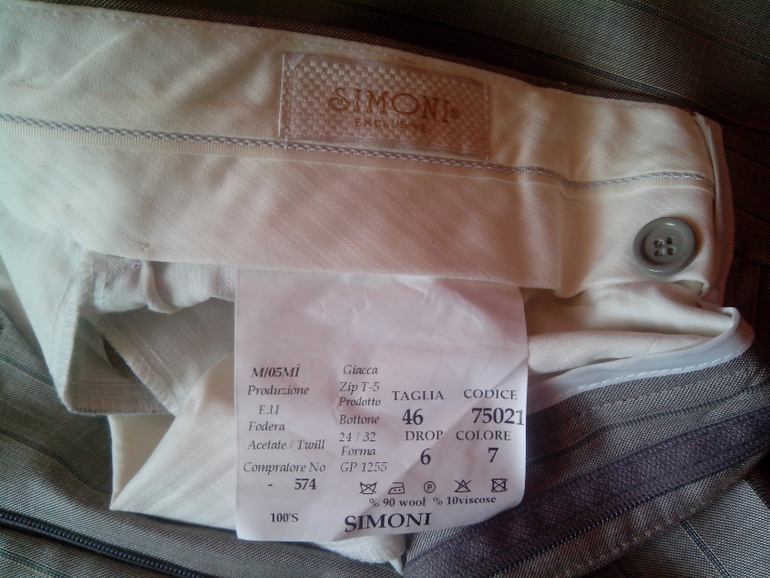 SIMONI®
EXCLUSIVE
M/05Mİ
Produzione
E.U
Fodera
Acetate / Twill
Compratore No
- 574
100'S
Giacca
Zip T-5
Prodotto
Bottone
24 / 32
Forma
GP 1255
TAGLIA CODICE
46 75021
DROP COLORE
6 7
% 90 wool % 10viscose
SIMONI